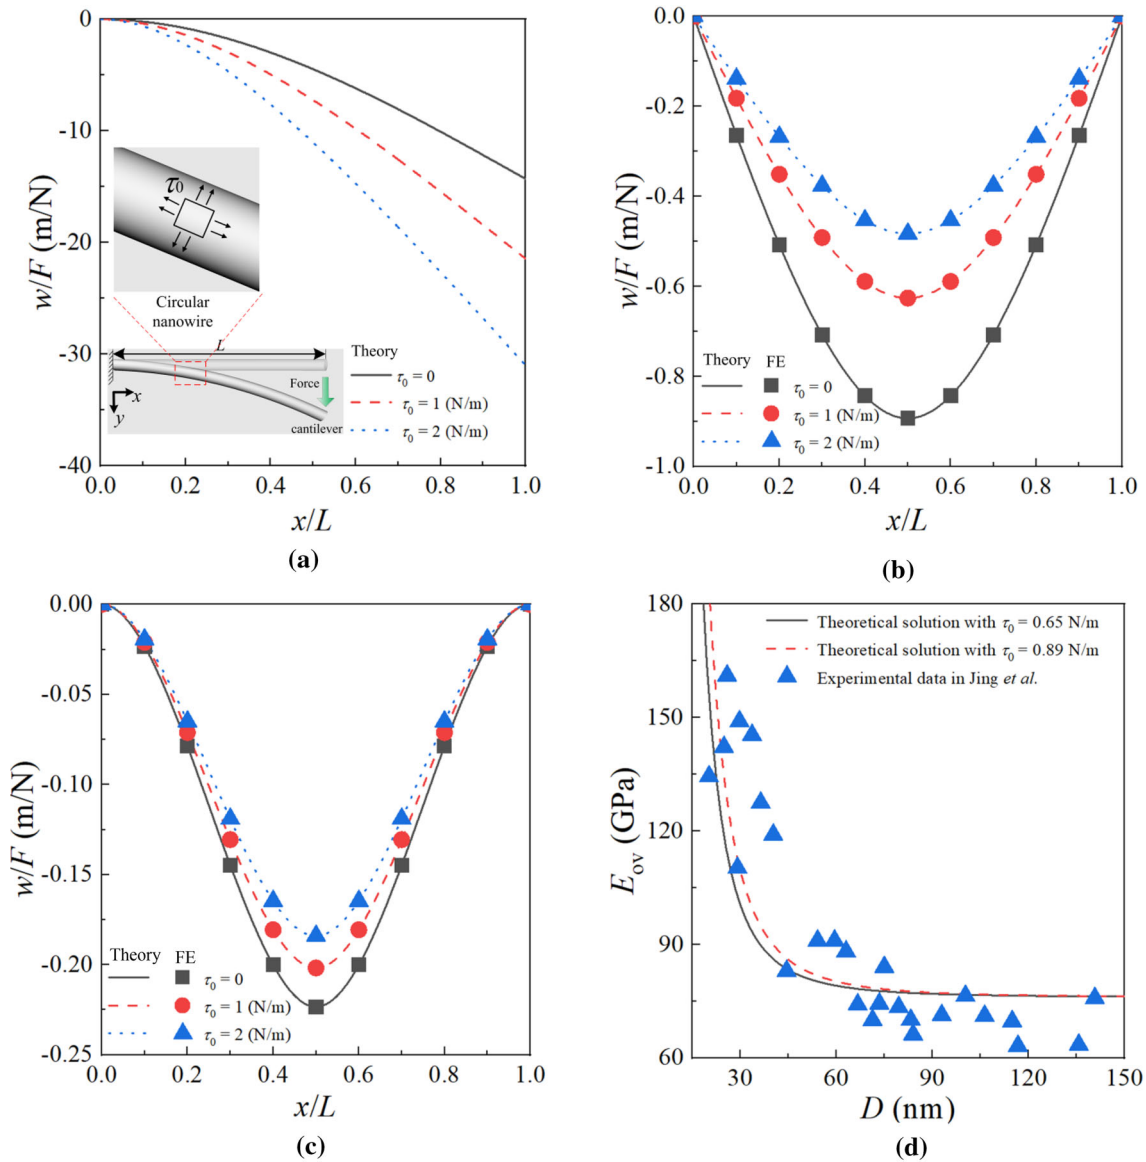 0
-10
-20
-30
-40
w/F (m/N)
τ₀
Circular
nanowire
L
x
y
Force
cantilever
Theory
τ₀ = 0
τ₀ = 1 (N/m)
τ₀ = 2 (N/m)
0.0 0.2 0.4 0.6 0.8 1.0
x/L
(a)
0.0
-0.2
-0.4
-0.6
-0.8
-1.0
w/F (m/N)
Theory FE
τ₀ = 0
τ₀ = 1 (N/m)
τ₀ = 2 (N/m)
0.0 0.2 0.4 0.6 0.8 1.0
x/L
(b)
0.00
-0.05
-0.10
-0.15
-0.20
-0.25
w/F (m/N)
Theory FE
τ₀ = 0
τ₀ = 1 (N/m)
τ₀ = 2 (N/m)
0.0 0.2 0.4 0.6 0.8 1.0
x/L
(c)
180
150
120
90
60
E_ov (GPa)
Theoretical solution with τ₀ = 0.65 N/m
Theoretical solution with τ₀ = 0.89 N/m
Experimental data in Jing et al.
30 60 90 120 150
D (nm)
(d)